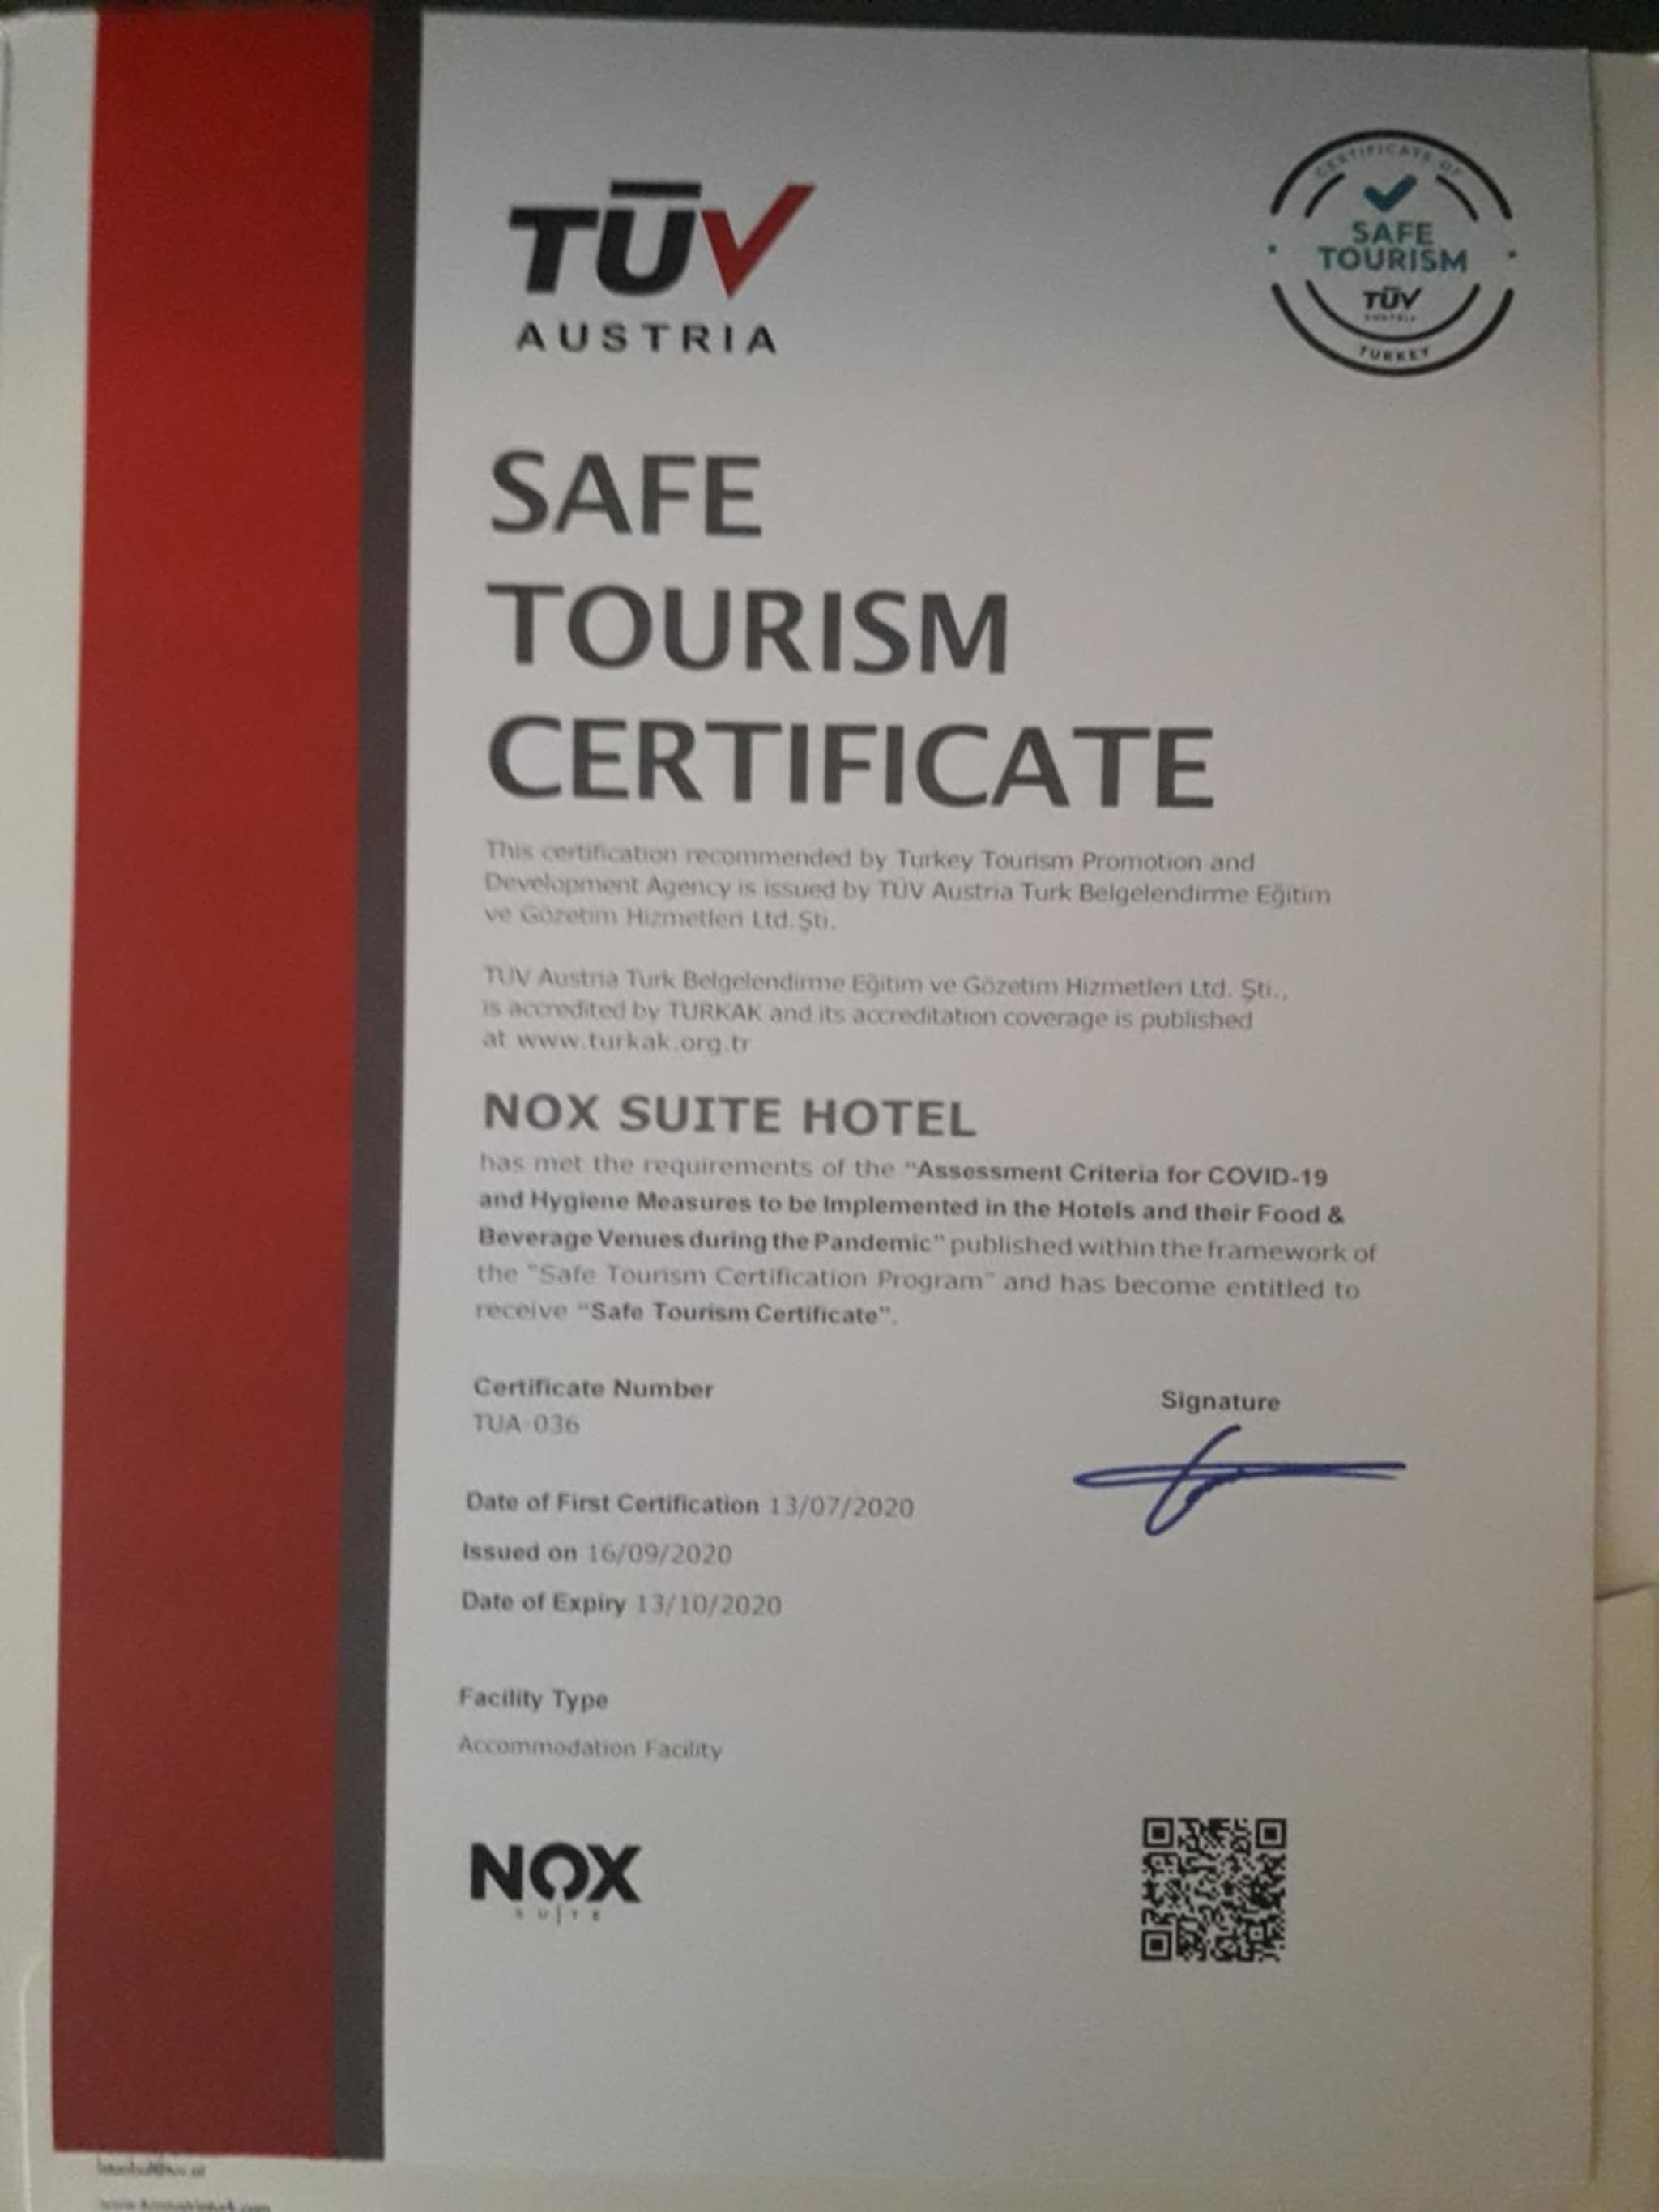 TÜV
AUSTRIA
CERTIFICATE OF
SAFE
TOURISM
TÜV
AUSTRIA
TURKEY
SAFE
TOURISM
CERTIFICATE
This certification recommended by Turkey Tourism Promotion and
Development Agency is issued by TÜV Austria Turk Belgelendirme Eğitim
ve Gözetim Hizmetleri Ltd. Şti.
TÜV Austria Turk Belgelendirme Eğitim ve Gözetim Hizmetleri Ltd. Şti.,
is accredited by TURKAK and its accreditation coverage is published
at www.turkak.org.tr
NOX SUITE HOTEL
has met the requirements of the "Assessment Criteria for COVID-19
and Hygiene Measures to be Implemented in the Hotels and their Food &
Beverage Venues during the Pandemic" published within the framework of
the "Safe Tourism Certification Program" and has become entitled to
receive "Safe Tourism Certificate".
Certificate Number
TUA-036
Signature
Date of First Certification 13/07/2020
Issued on 16/09/2020
Date of Expiry 13/10/2020
Facility Type
Accommodation Facility
NOX
SUITE